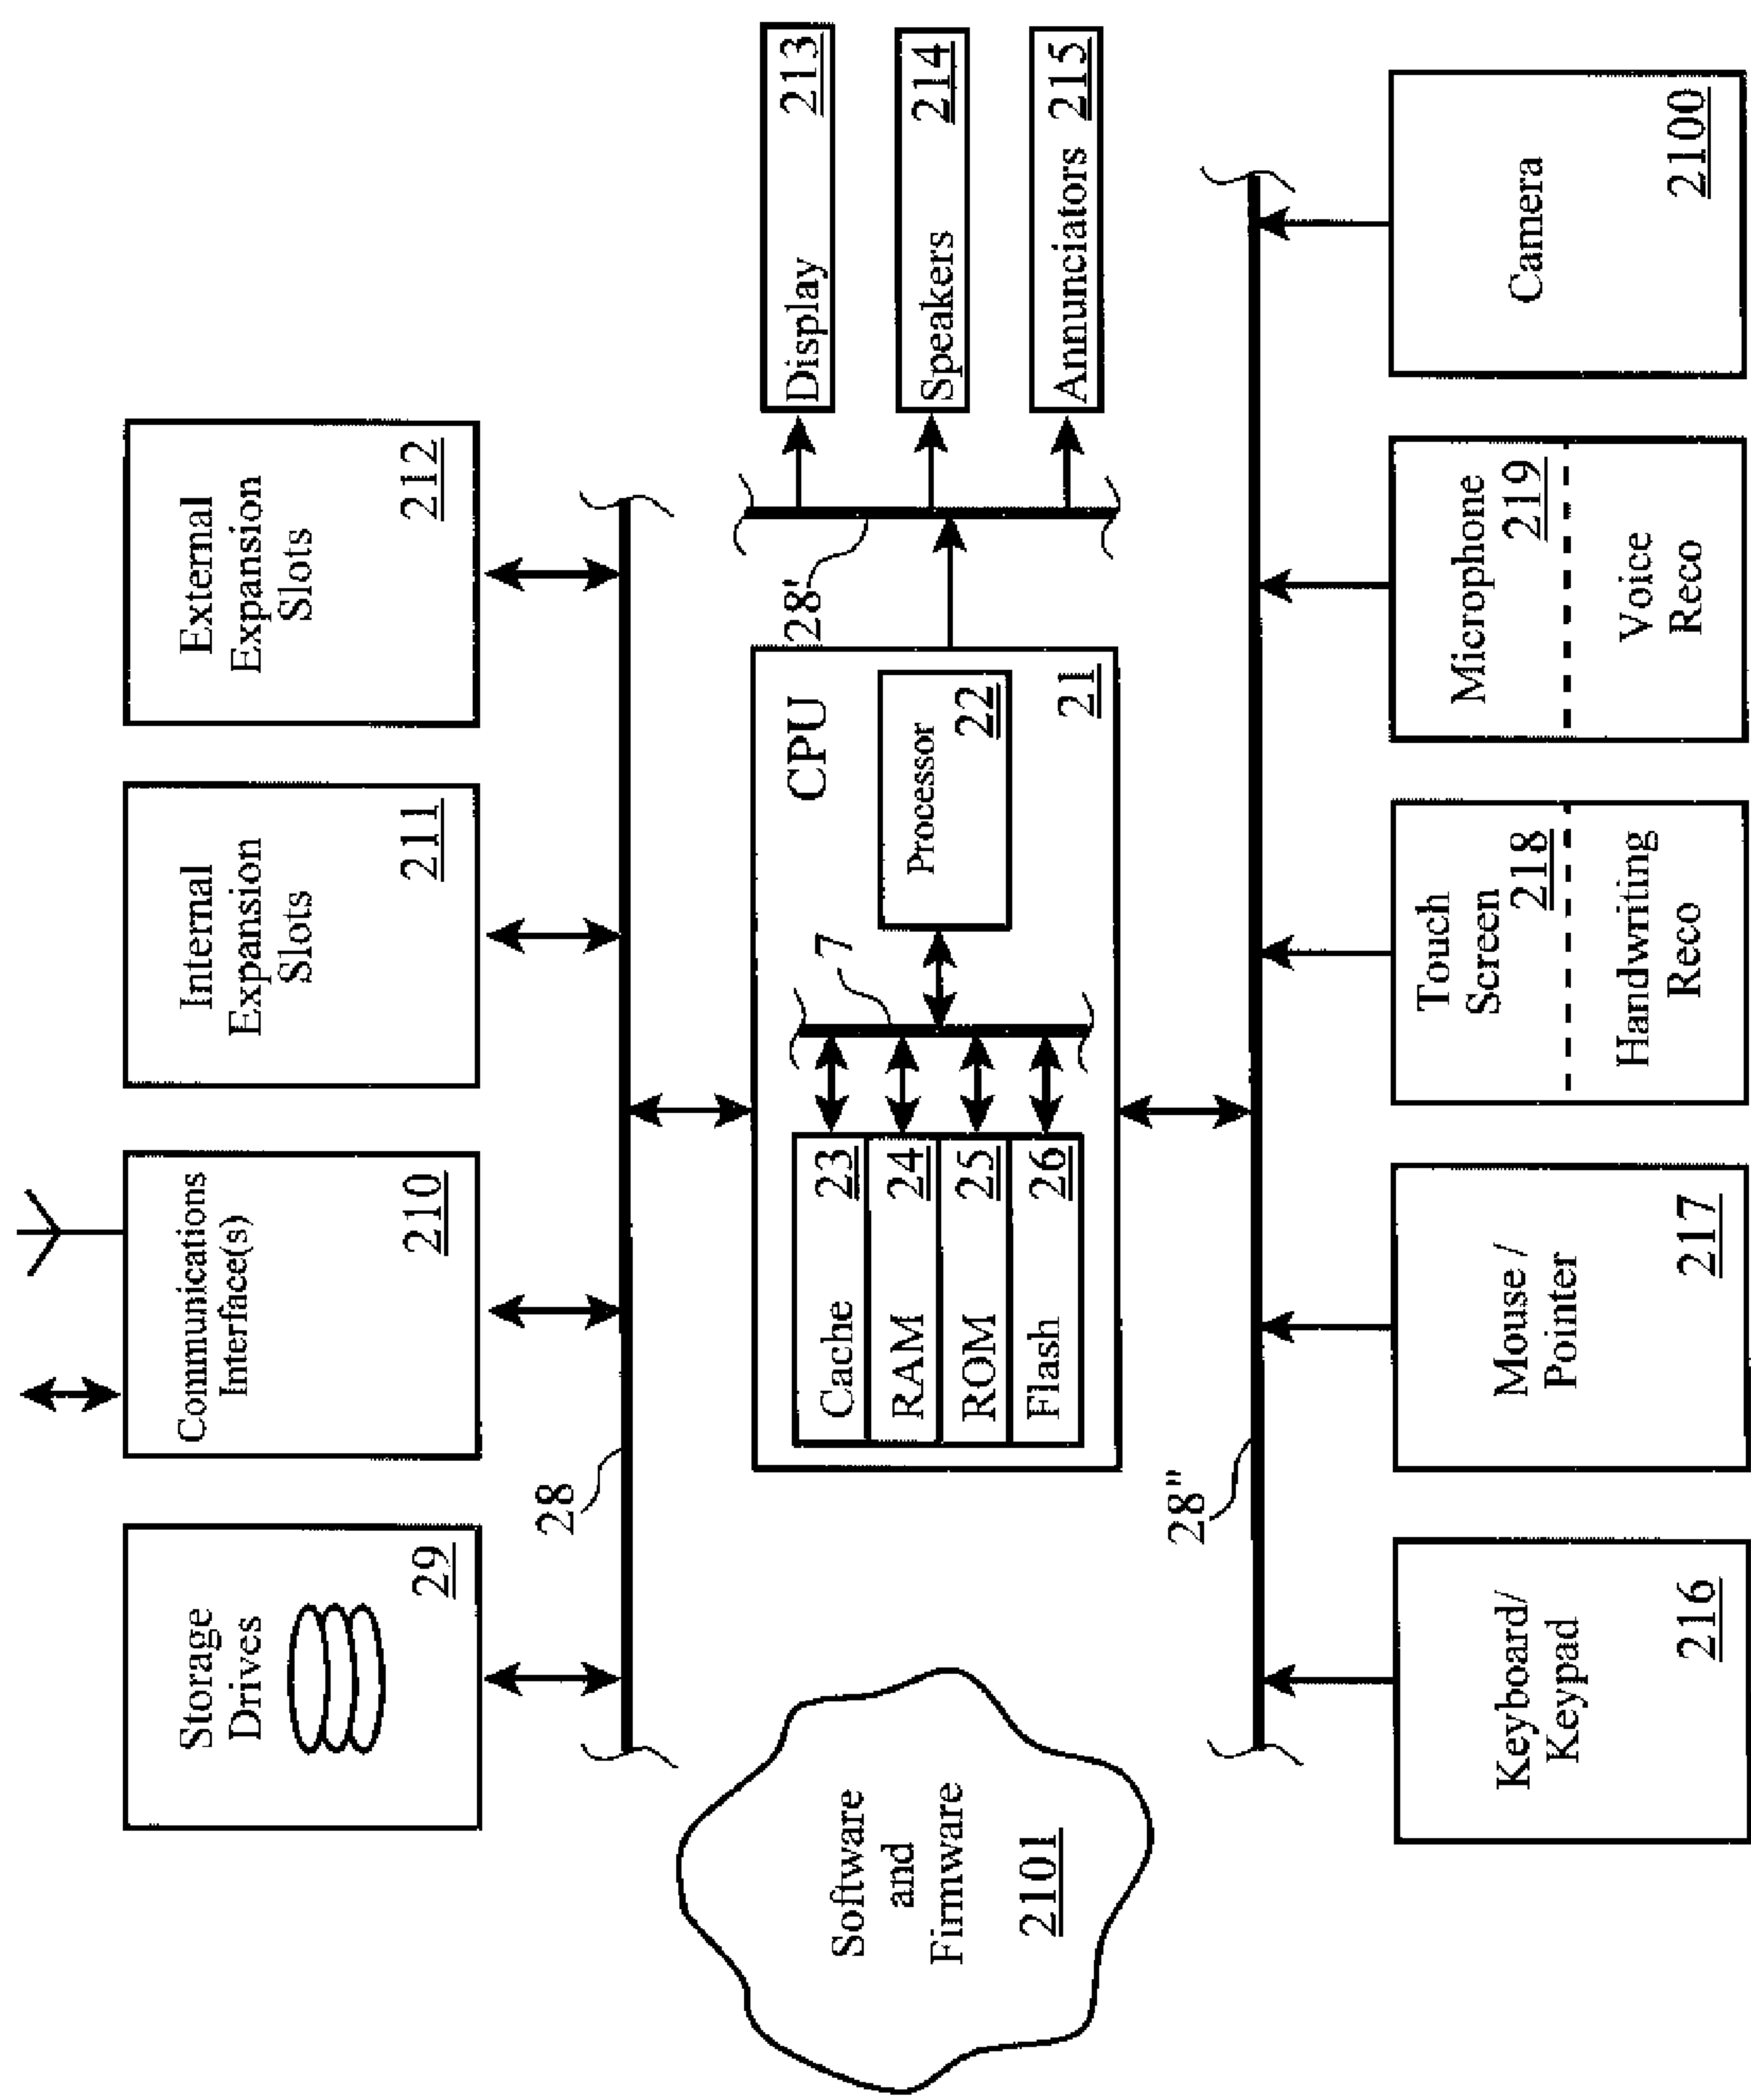 Storage
Drives
29
Communications
Interface(s)
210
Internal
Expansion
Slots
211
External
Expansion
Slots
212
28
Software
and
Firmware
2101
CPU
Cache 23
RAM 24
ROM 25
Flash 26
7
Processor
22
21
28'
Display 213
Speakers 214
Annunciators 215
28"
Keyboard/
Keypad
216
Mouse /
Pointer
217
Touch
Screen
218
Handwriting
Reco
Microphone
219
Voice
Reco
Camera
2100